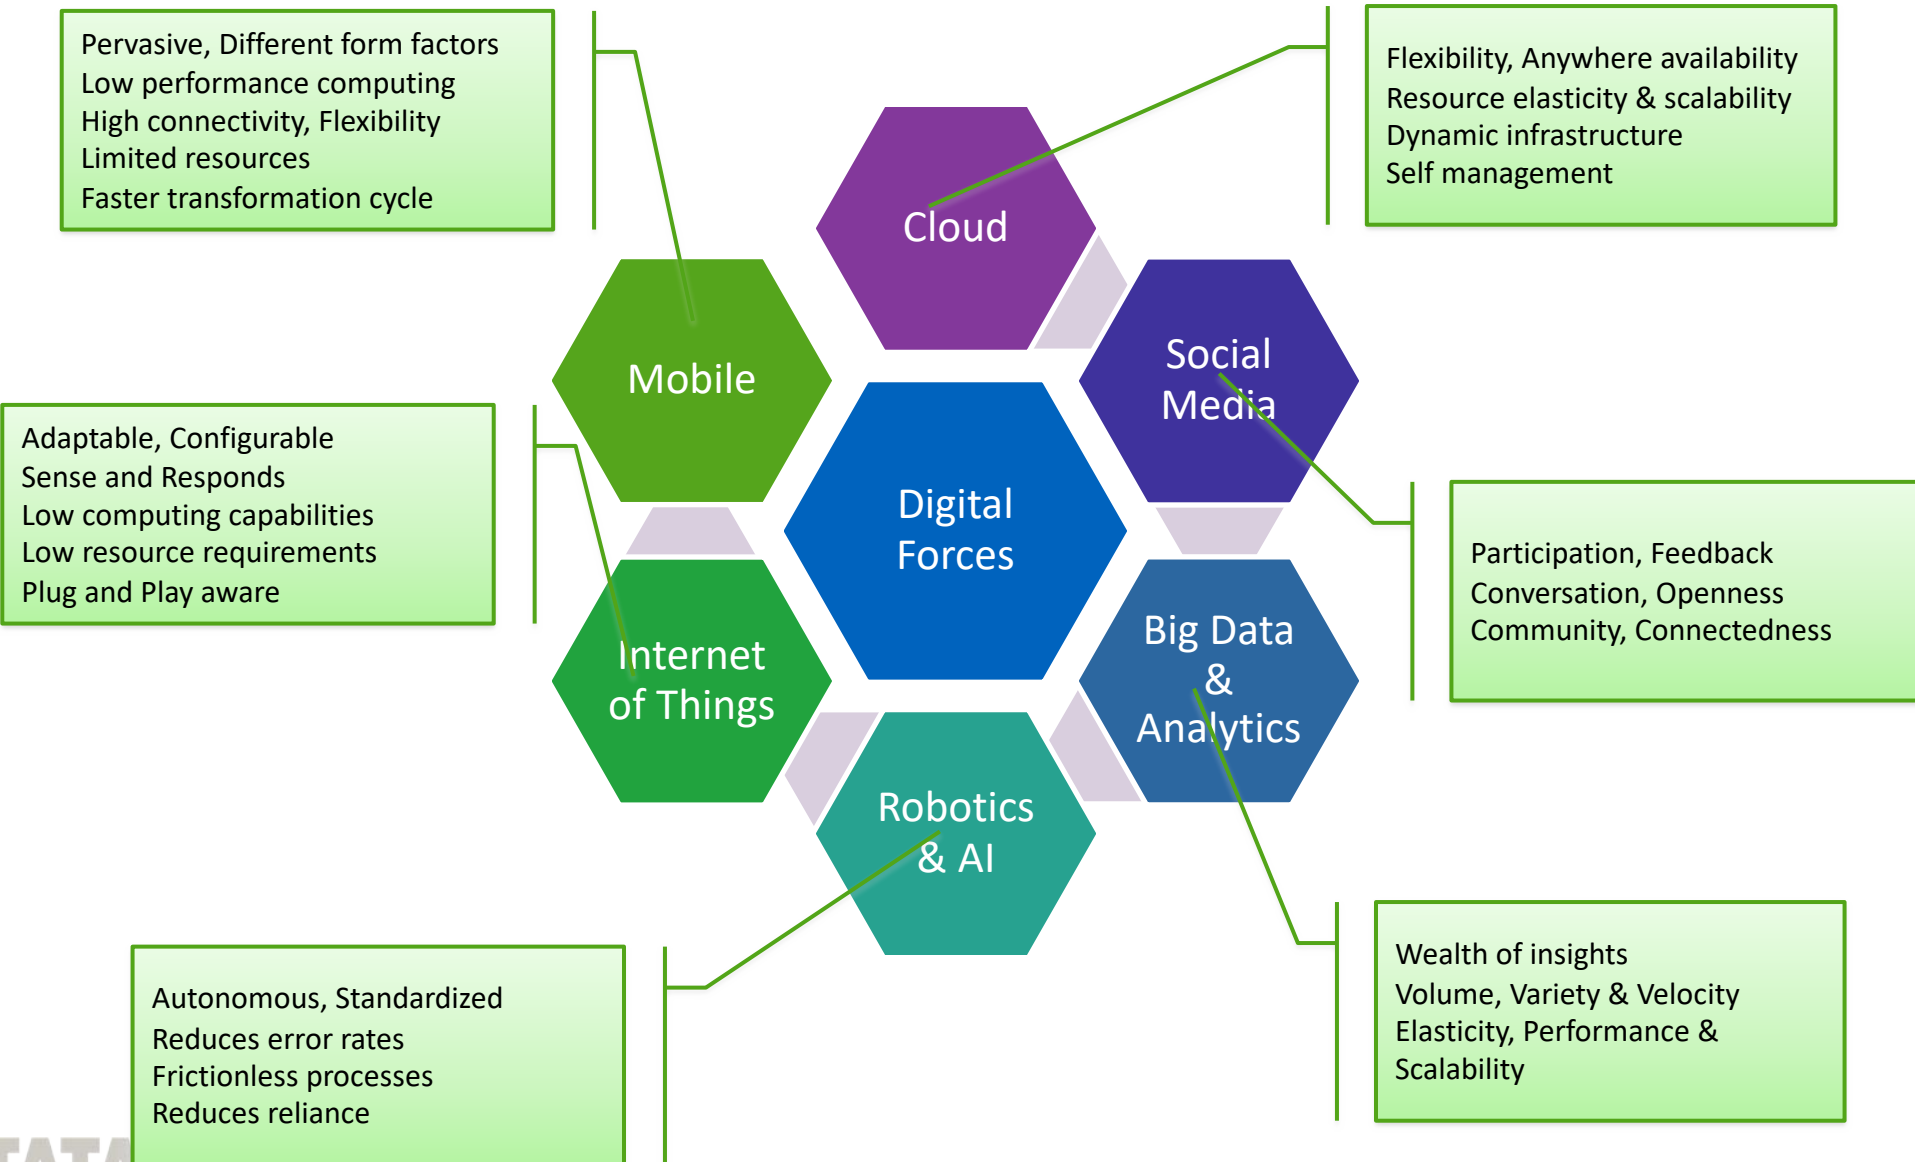 Pervasive, Different form factors
Low performance computing
High connectivity, Flexibility
Limited resources
Faster transformation cycle
Flexibility, Anywhere availability
Resource elasticity & scalability
Dynamic infrastructure
Self management
Cloud
Mobile
Social
Media
Adaptable, Configurable
Sense and Responds
Low computing capabilities
Low resource requirements
Plug and Play aware
Digital
Forces
Participation, Feedback
Conversation, Openness
Community, Connectedness
Internet
of Things
Big Data
&
Analytics
Robotics
& AI
Autonomous, Standardized
Reduces error rates
Frictionless processes
Reduces reliance
Wealth of insights
Volume, Variety & Velocity
Elasticity, Performance &
Scalability
TATA